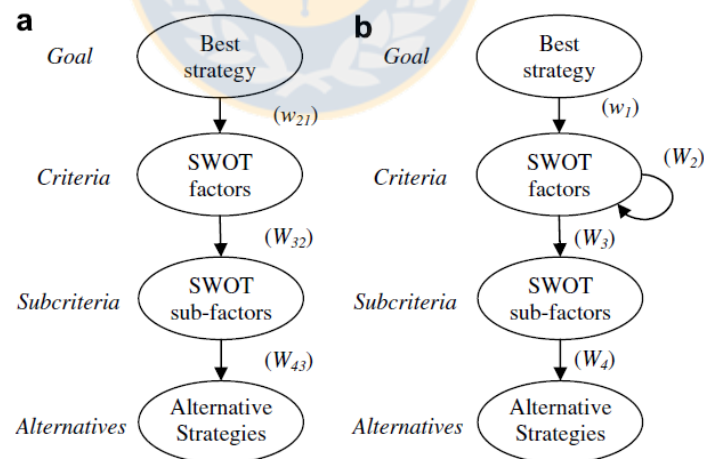 a
Goal
Best
strategy
(w21)
Criteria
SWOT
factors
(W32)
Subcriteria
SWOT
sub-factors
(W43)
Alternatives
Alternative
Strategies
b
Goal
Best
strategy
(w1)
Criteria
SWOT
factors
(W2)
(W3)
Subcriteria
SWOT
sub-factors
(W4)
Alternatives
Alternative
Strategies